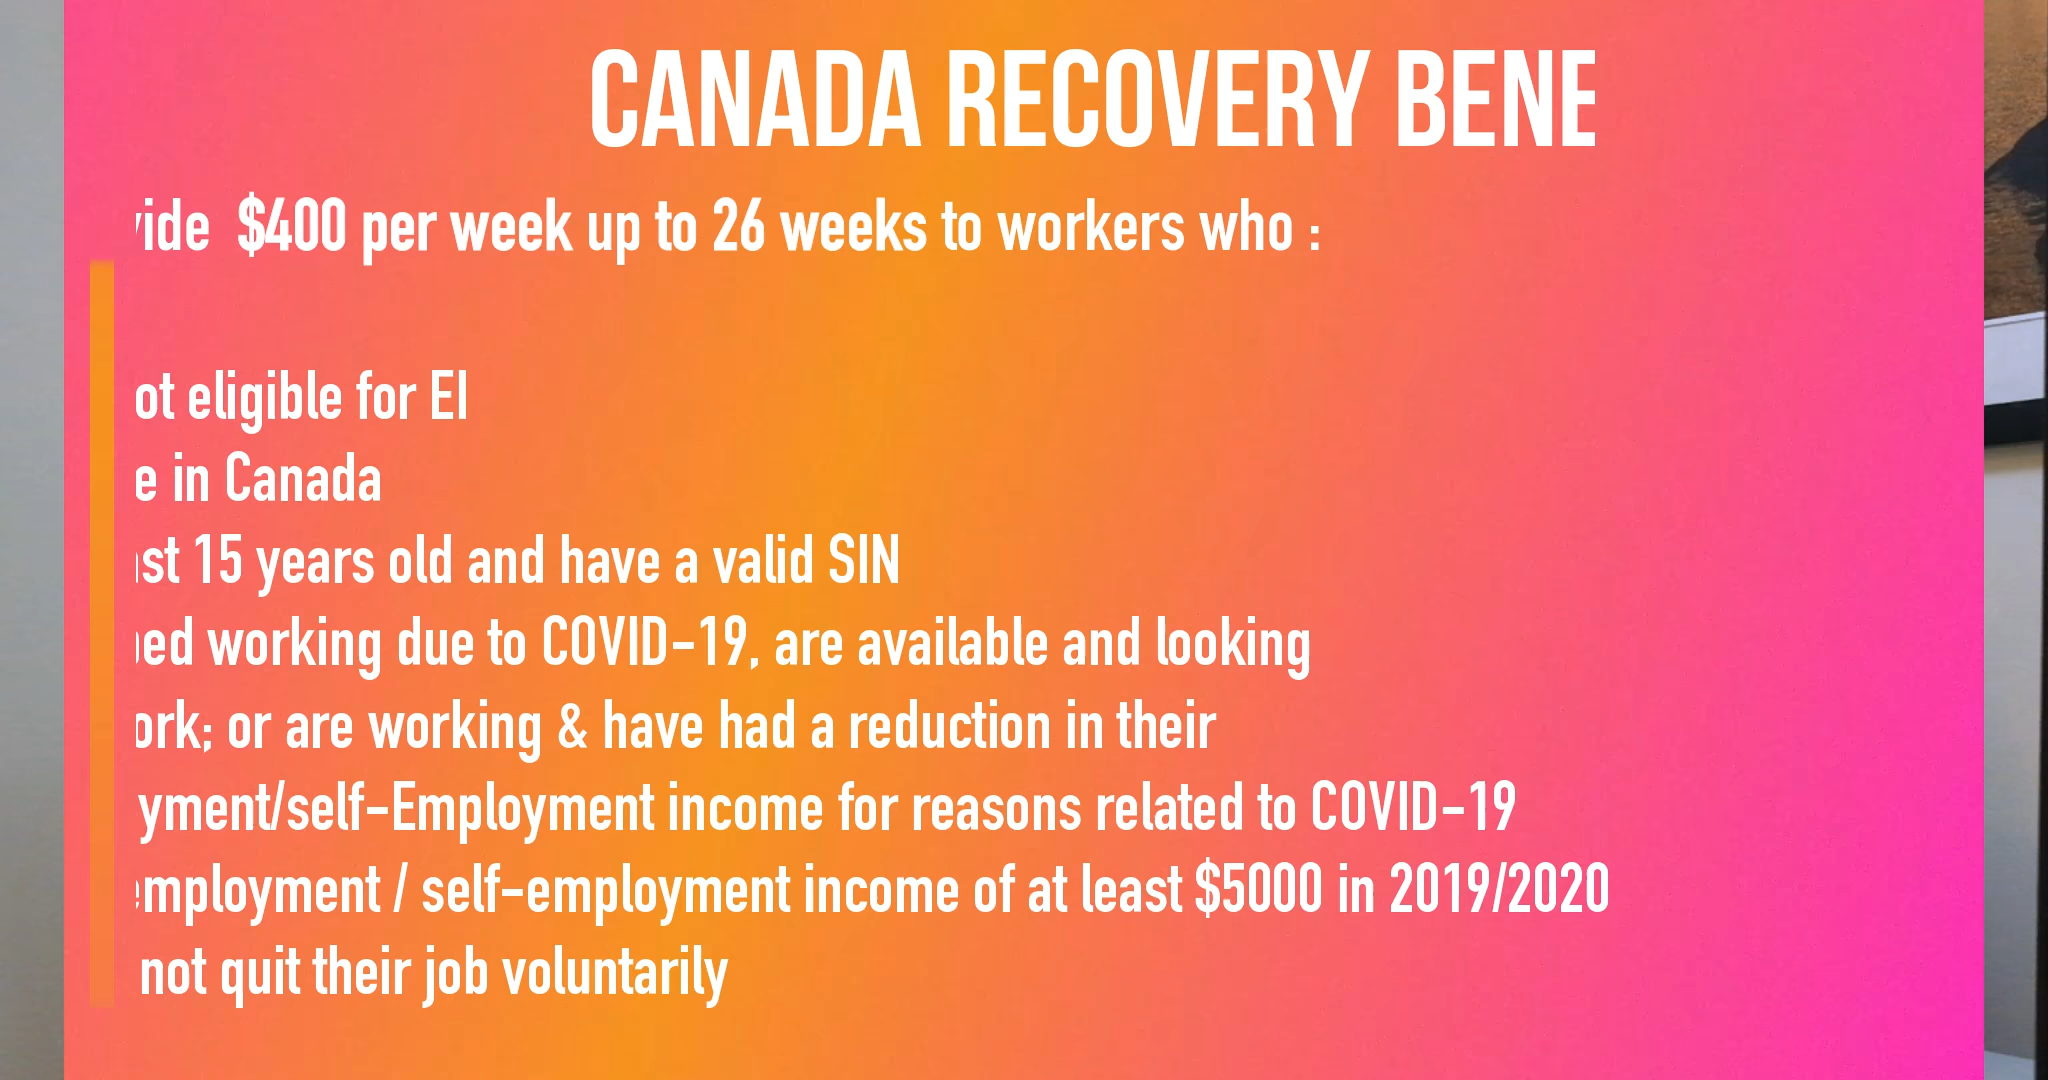 CANADA RECOVERY BENE
vide $400 per week up to 26 weeks to workers who :
ot eligible for EI
e in Canada
st 15 years old and have a valid SIN
ed working due to COVID-19, are available and looking
ork; or are working & have had a reduction in their
yment/self-Employment income for reasons related to COVID-19
mployment / self-employment income of at least $5000 in 2019/2020
not quit their job voluntarily